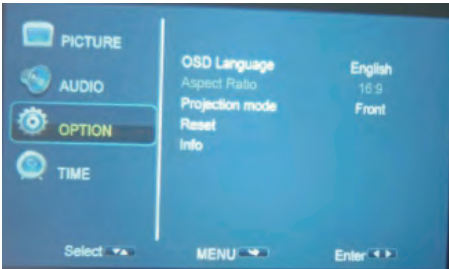 PICTURE
AUDIO
OPTION
TIME
OSD Language English
Aspect Ratio 16:9
Projection mode Front
Reset
Info
Select MENU Enter